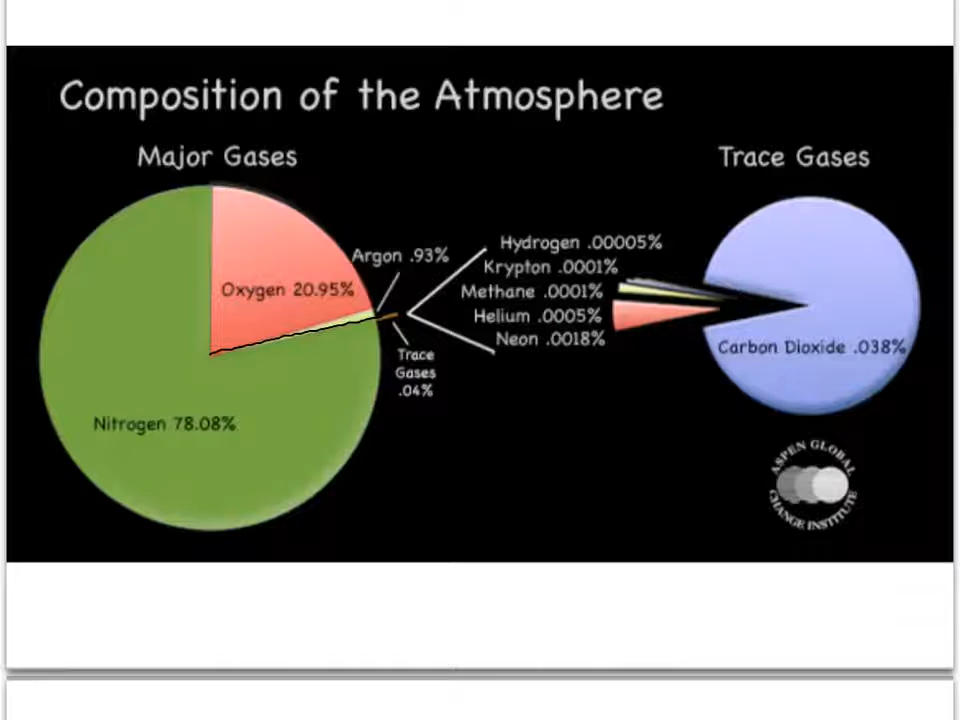 Composition of the Atmosphere
Major Gases
Trace Gases
Argon .93%
Oxygen 20.95%
Trace
Gases
.04%
Nitrogen 78.08%
Hydrogen .00005%
Krypton .0001%
Methane .0001%
Helium .0005%
Neon .0018%
Carbon Dioxide .038%
ASPEN GLOBAL
CHANGE INSTITUTE